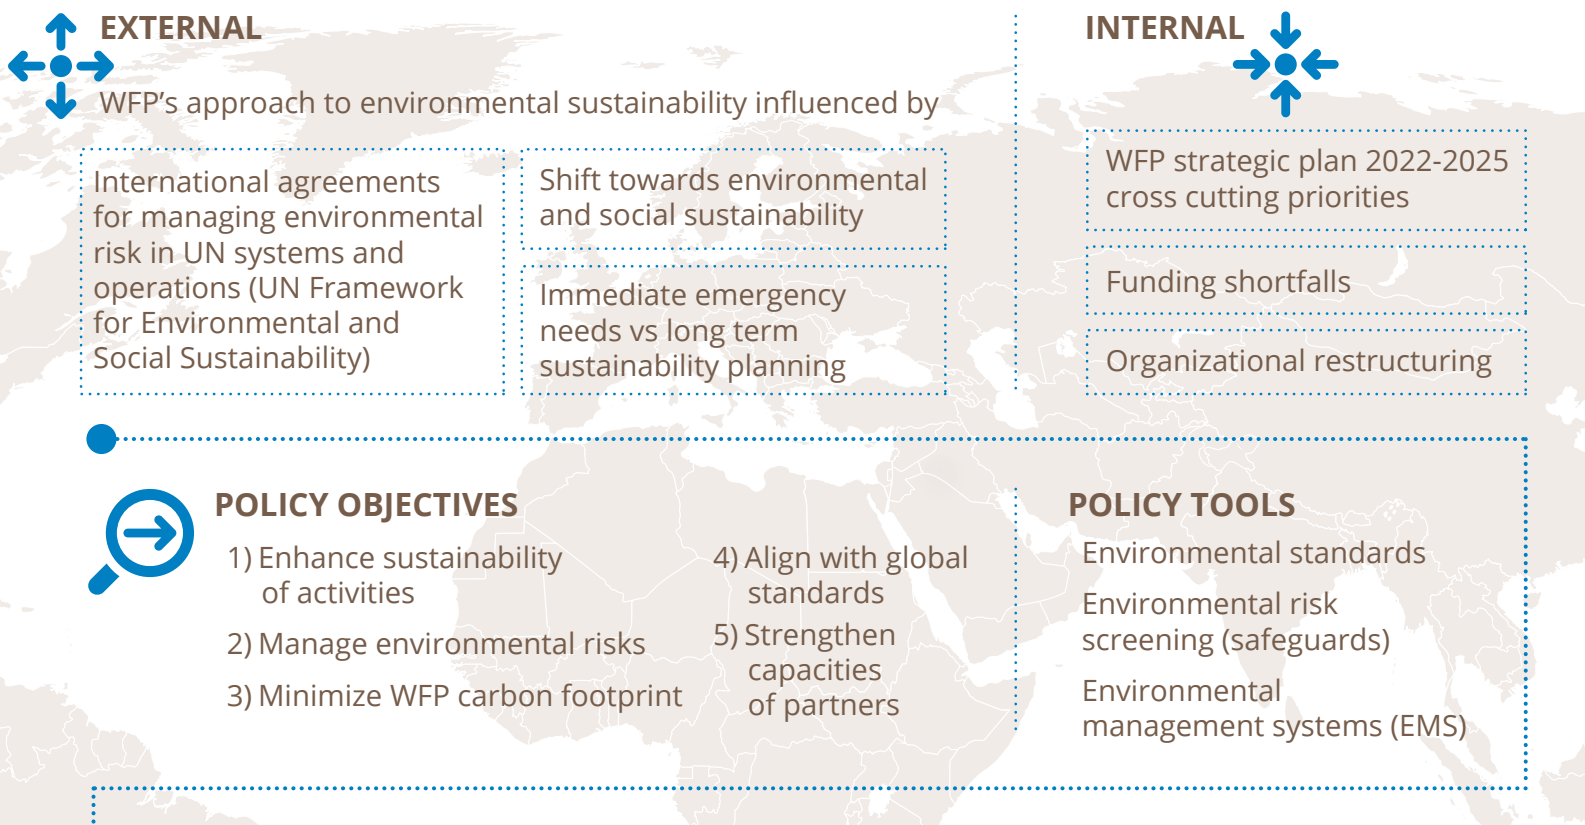 EXTERNAL
WFP’s approach to environmental sustainability influenced by
International agreements
for managing environmental
risk in UN systems and
operations (UN Framework
for Environmental and
Social Sustainability)
Shift towards environmental
and social sustainability
Immediate emergency
needs vs long term
sustainability planning
INTERNAL
WFP strategic plan 2022-2025
cross cutting priorities
Funding shortfalls
Organizational restructuring
POLICY OBJECTIVES
1) Enhance sustainability
of activities
2) Manage environmental risks
3) Minimize WFP carbon footprint
4) Align with global
standards
5) Strengthen
capacities
of partners
POLICY TOOLS
Environmental standards
Environmental risk
screening (safeguards)
Environmental
management systems (EMS)